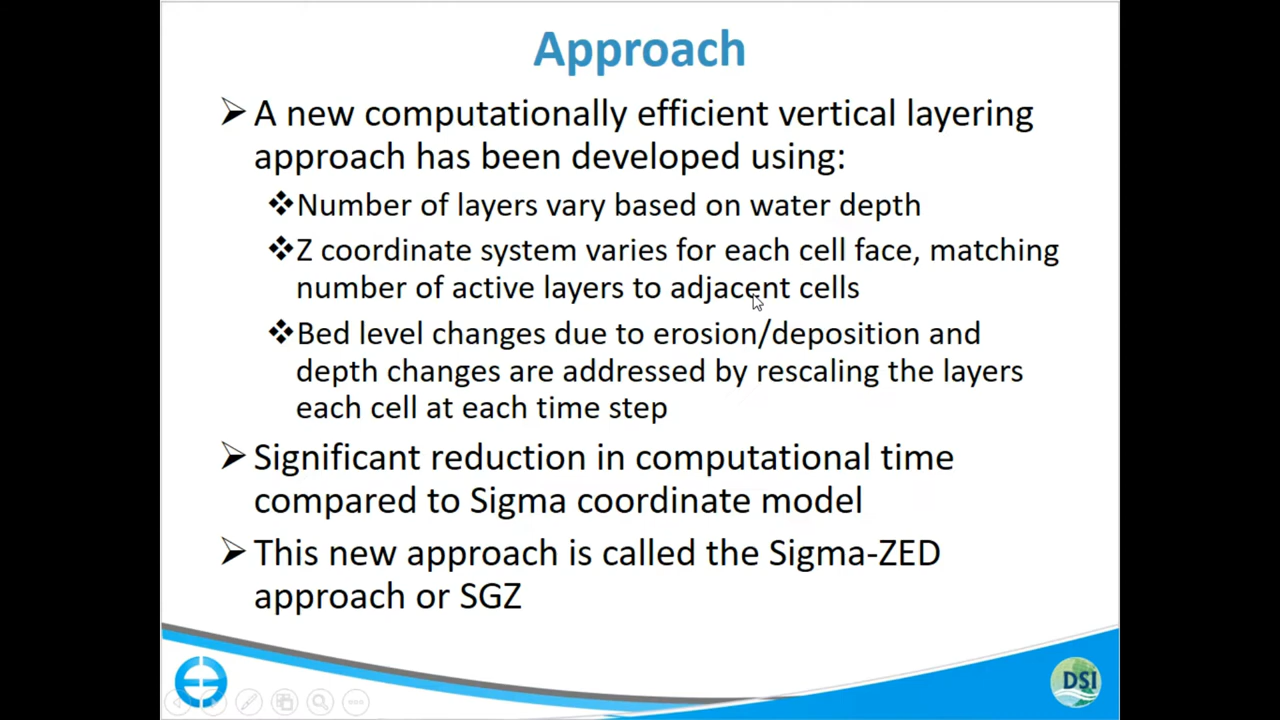 Approach
➢ A new computationally efficient vertical layering
approach has been developed using:
❖Number of layers vary based on water depth
❖Z coordinate system varies for each cell face, matching
number of active layers to adjacent cells
❖Bed level changes due to erosion/deposition and
depth changes are addressed by rescaling the layers
each cell at each time step
➢ Significant reduction in computational time
compared to Sigma coordinate model
➢ This new approach is called the Sigma-ZED
approach or SGZ
DSI